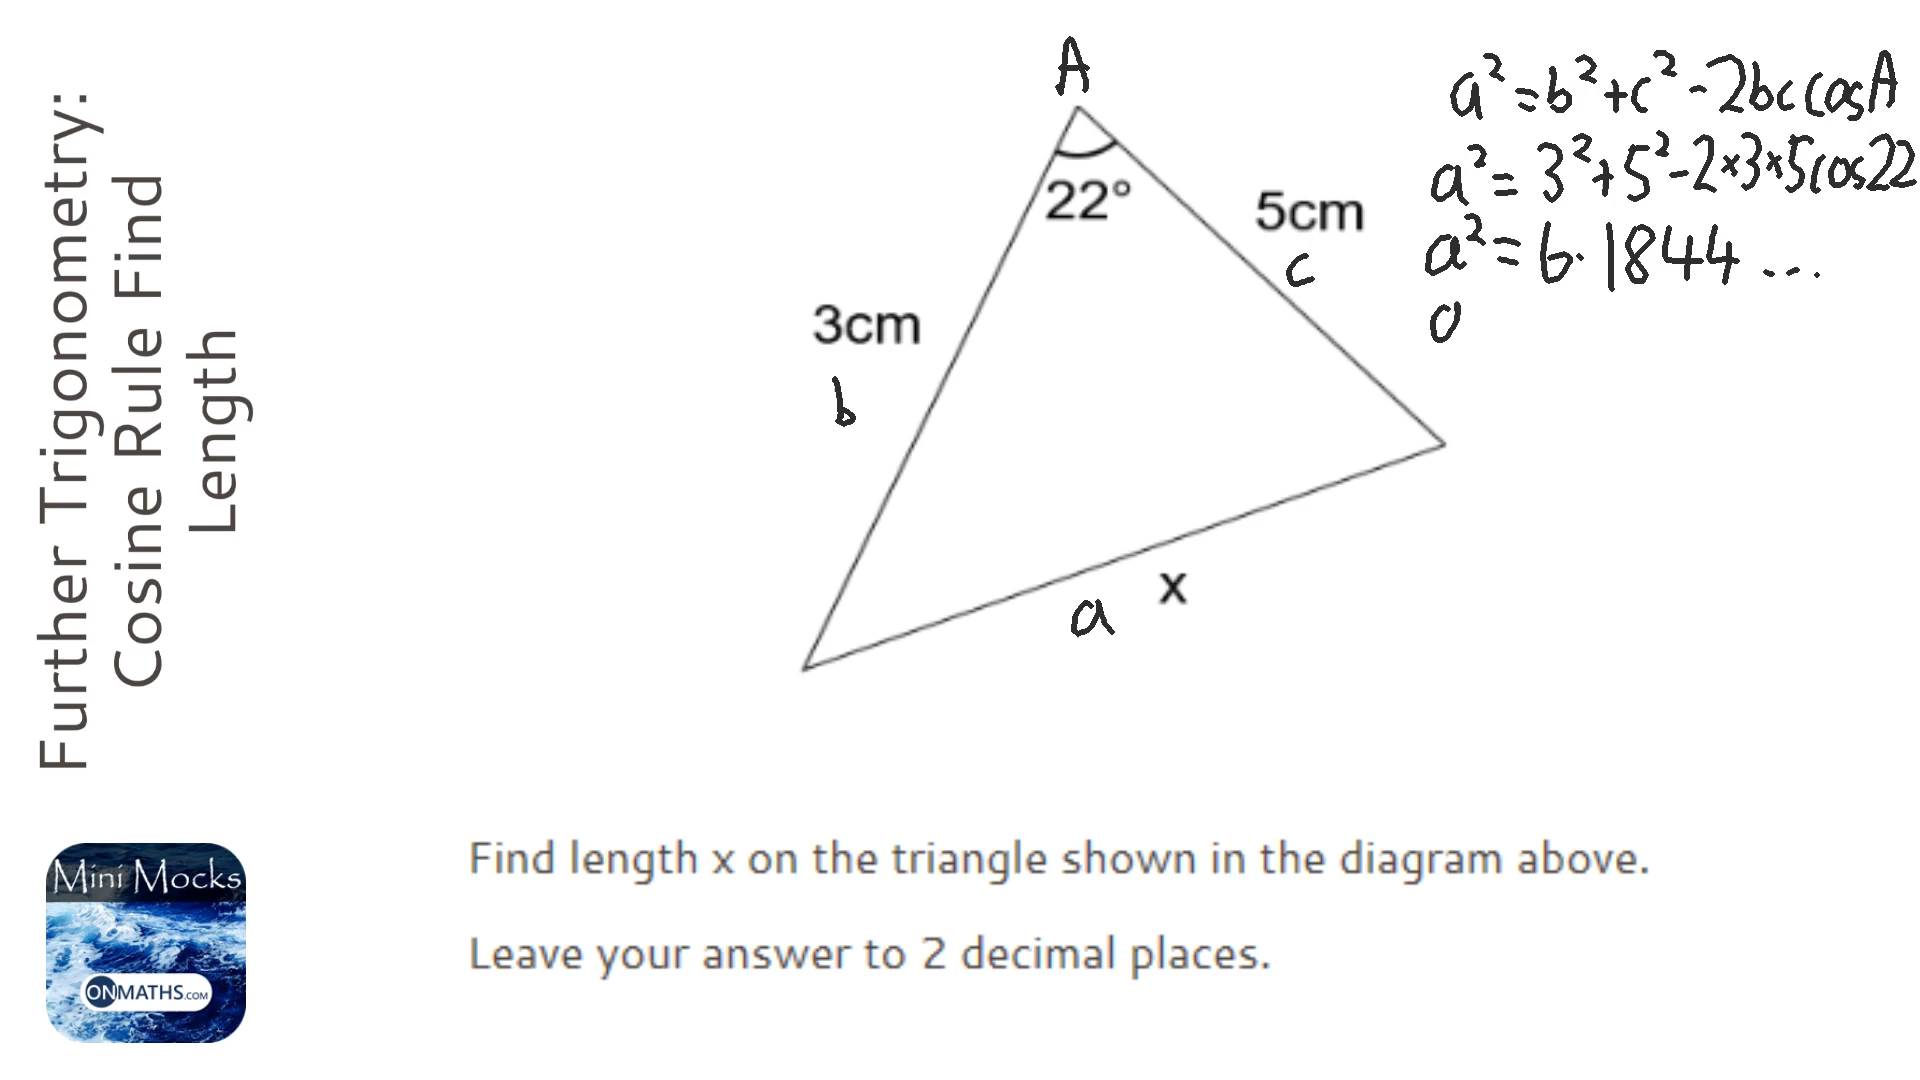 Further Trigonometry:
Cosine Rule Find
Length
A
22°
5cm
c
3cm
b
a
x
a²=b²+c²-2bc cosA
a²=3²+5²-2×3×5cos22
a²=6.1844...
a
Find length x on the triangle shown in the diagram above.
Leave your answer to 2 decimal places.
Mini Mocks
ONMATHS.COM